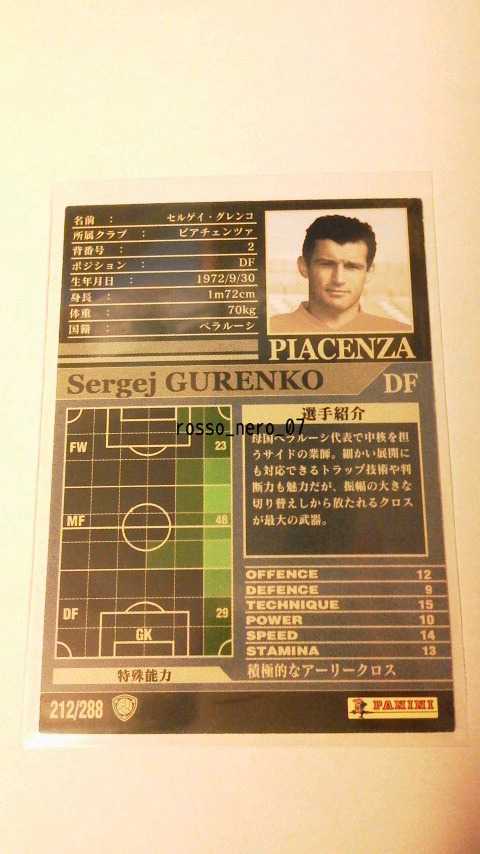 名前 : セルゲイ・グレンコ
所属クラブ : ピアチェンツァ
背番号 : 2
ポジション : DF
生年月日 : 1972/9/30
身長 : 1m72cm
体重 : 70kg
国籍 : ベラルーシ
PIACENZA
Sergej GURENKO DF
rosso_nero_07
FW 23
MF 48
DF 29
GK
選手紹介
母国ベラルーシ代表で中核を担
うサイドの業師。細かい展開に
も対応できるトラップ技術や判
断力も魅力だが、振幅の大きな
切り替えしから放たれるクロス
が最大の武器。
OFFENCE 12
DEFENCE 9
TECHNIQUE 15
POWER 10
SPEED 14
STAMINA 13
特殊能力 積極的なアーリークロス
212/288
PANINI